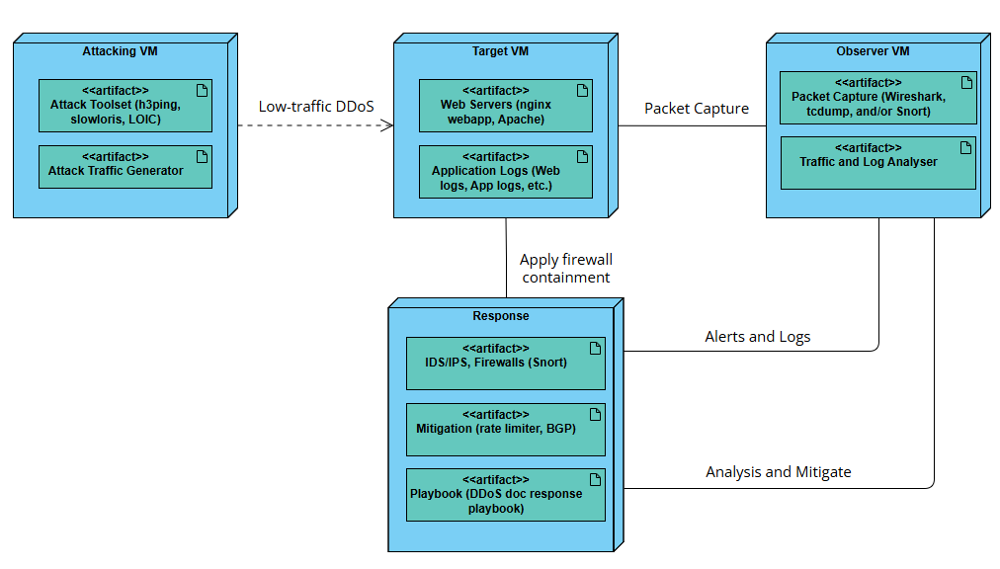 Attacking VM
<<artifact>>
Attack Toolset (h3ping,
slowloris, LOIC)
<<artifact>>
Attack Traffic Generator
Low-traffic DDoS
Target VM
<<artifact>>
Web Servers (nginx
webapp, Apache)
<<artifact>>
Application Logs (Web
logs, App logs, etc.)
Packet Capture
Observer VM
<<artifact>>
Packet Capture (Wireshark,
tcdump, and/or Snort)
<<artifact>>
Traffic and Log Analyser
Apply firewall
containment
Response
<<artifact>>
IDS/IPS, Firewalls (Snort)
<<artifact>>
Mitigation (rate limiter, BGP)
<<artifact>>
Playbook (DDoS doc response
playbook)
Alerts and Logs
Analysis and Mitigate